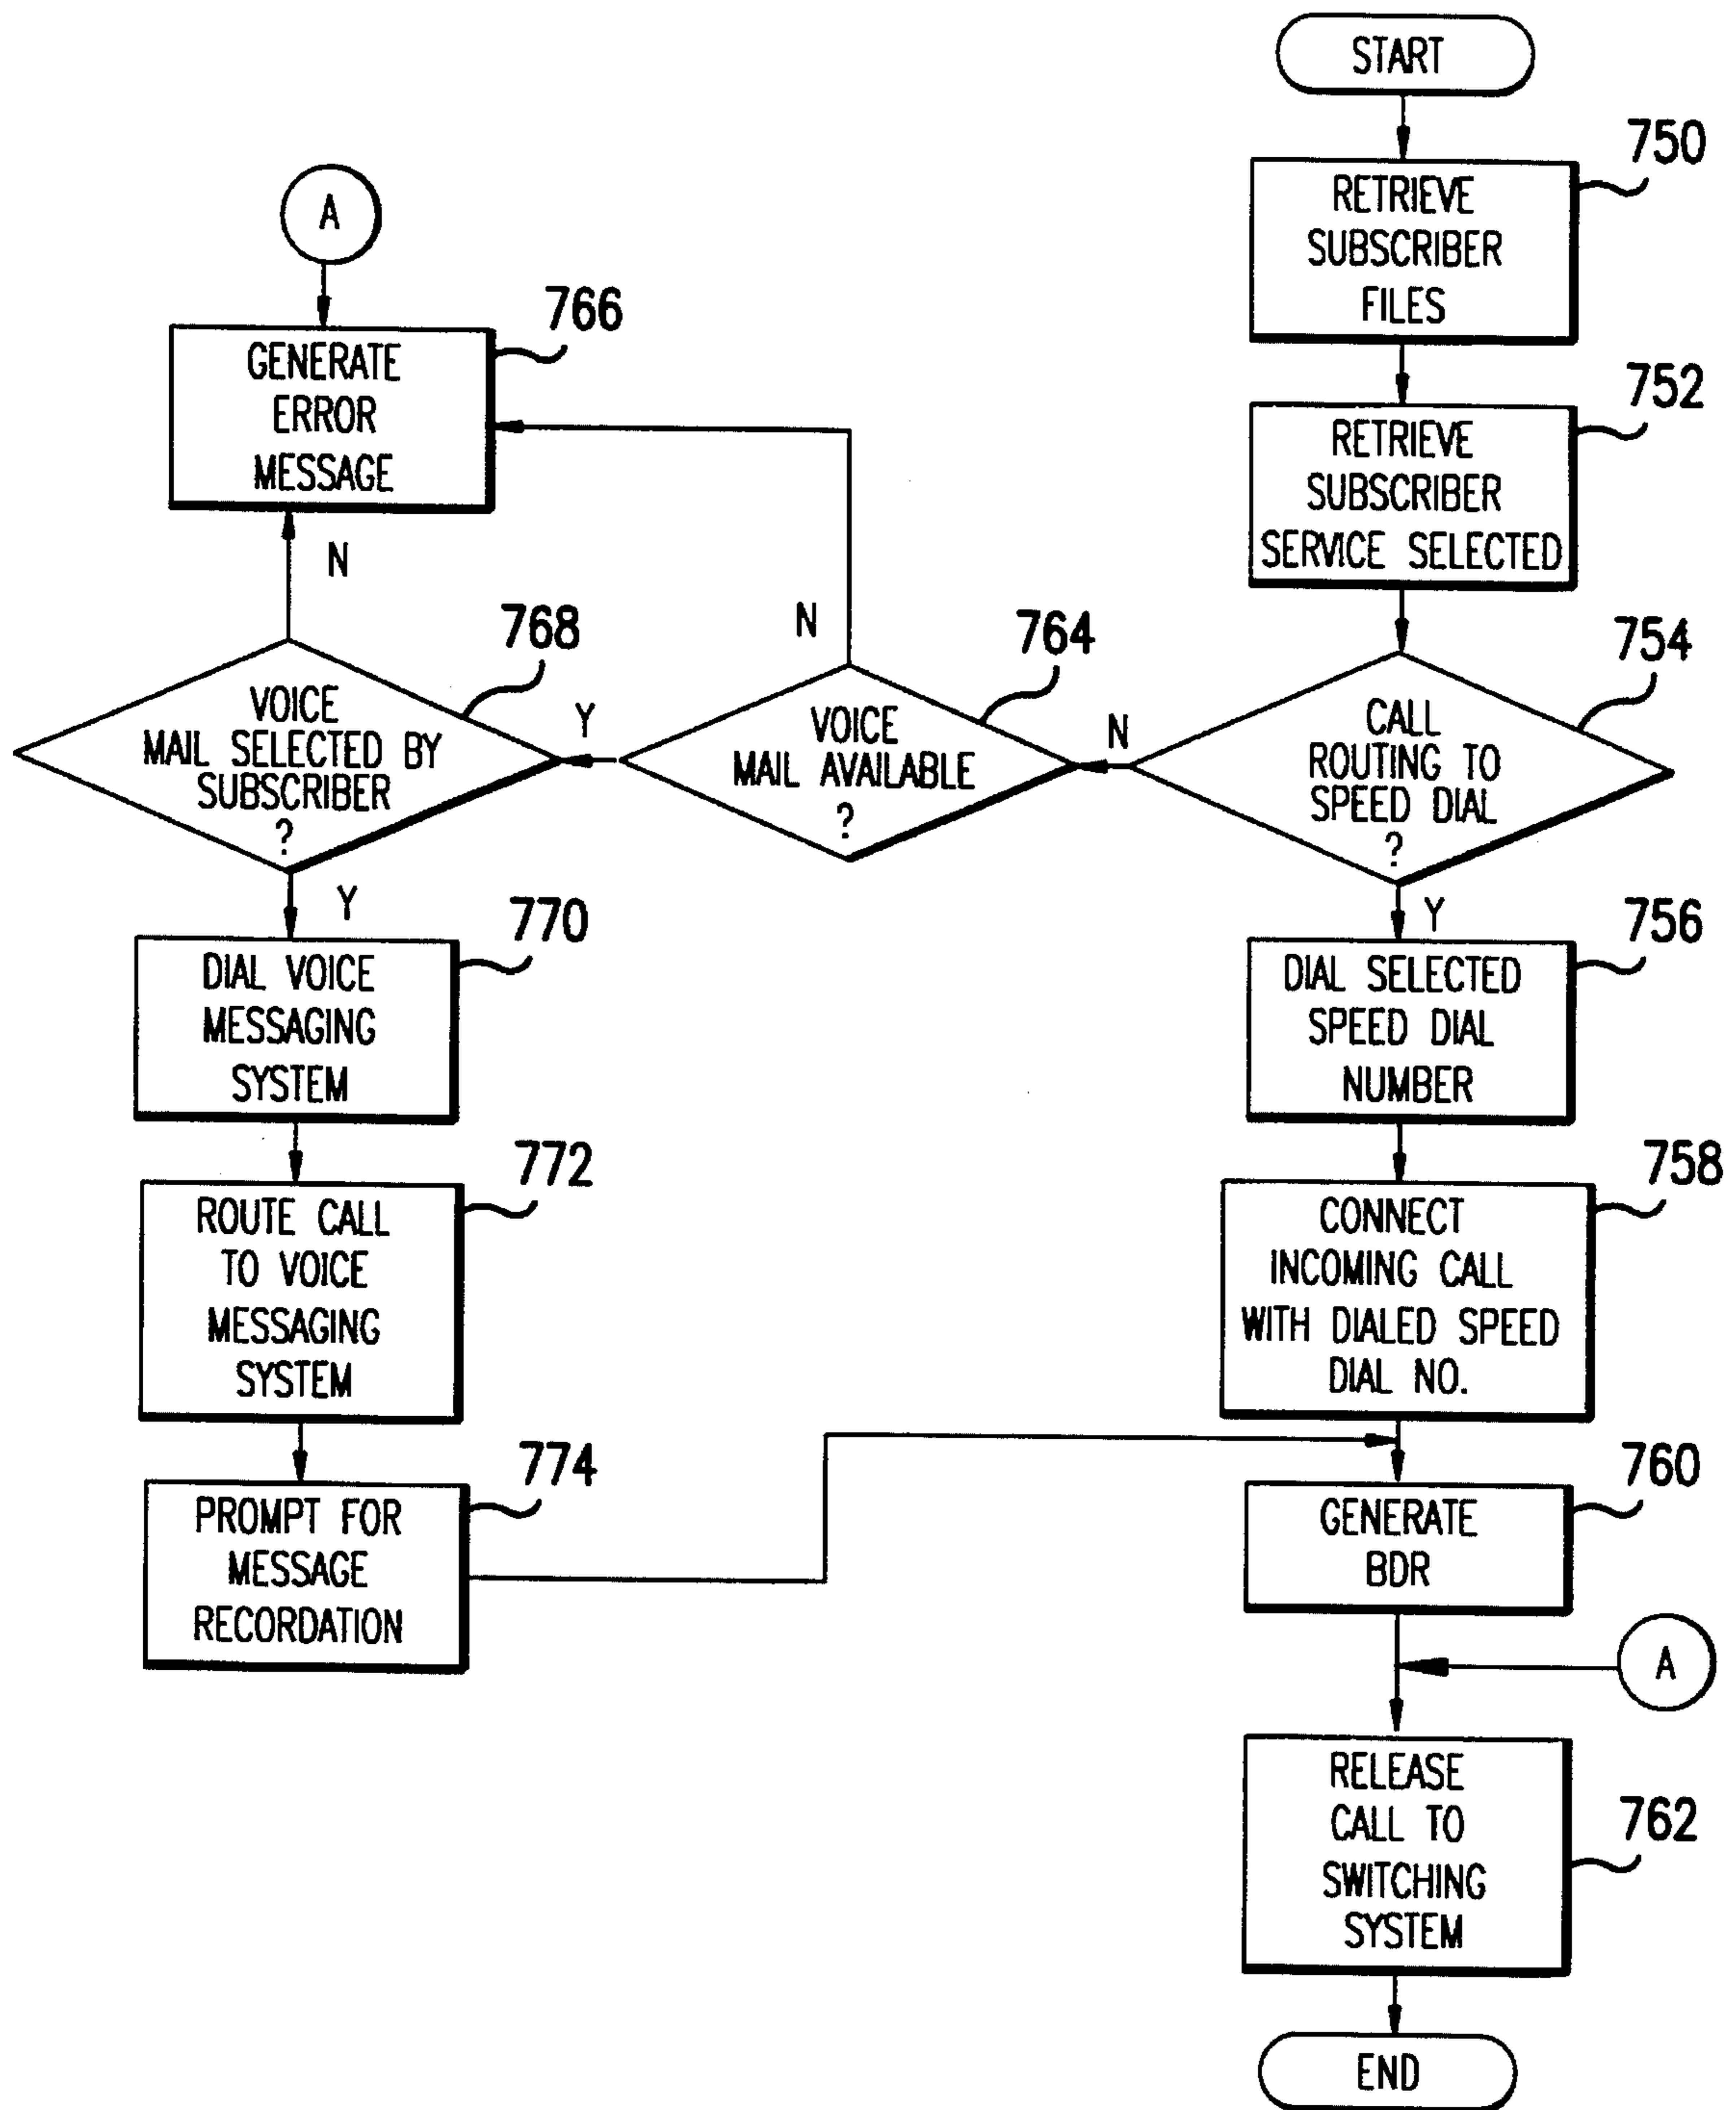 START
750
RETRIEVE
SUBSCRIBER
FILES
752
RETRIEVE
SUBSCRIBER
SERVICE SELECTED
754
CALL
ROUTING TO
SPEED DIAL
?
N
Y
756
DIAL SELECTED
SPEED DIAL
NUMBER
758
CONNECT
INCOMING CALL
WITH DIALED SPEED
DIAL NO.
760
GENERATE
BDR
A
762
RELEASE
CALL TO
SWITCHING
SYSTEM
END
764
VOICE
MAIL AVAILABLE
?
N
Y
A
766
GENERATE
ERROR
MESSAGE
N
768
VOICE
MAIL SELECTED BY
SUBSCRIBER
?
Y
770
DIAL VOICE
MESSAGING
SYSTEM
772
ROUTE CALL
TO VOICE
MESSAGING
SYSTEM
774
PROMPT FOR
MESSAGE
RECORDATION